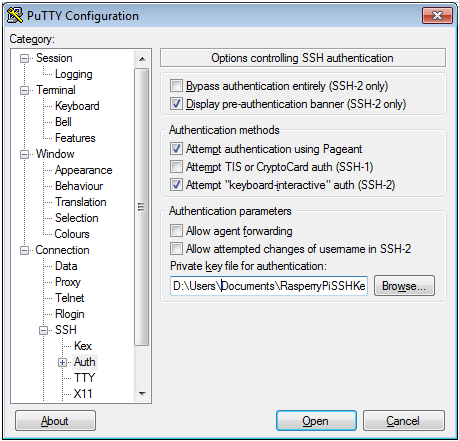 PuTTY Configuration
Category:
Session
Logging
Terminal
Keyboard
Bell
Features
Window
Appearance
Behaviour
Translation
Selection
Colours
Connection
Data
Proxy
Telnet
Rlogin
SSH
Kex
Auth
TTY
X11
Options controlling SSH authentication
Bypass authentication entirely (SSH-2 only)
Display pre-authentication banner (SSH-2 only)
Authentication methods
Attempt authentication using Pageant
Attempt TIS or CryptoCard auth (SSH-1)
Attempt "keyboard-interactive" auth (SSH-2)
Authentication parameters
Allow agent forwarding
Allow attempted changes of username in SSH-2
Private key file for authentication:
D:\Users\Documents\RasperryPiSSHKe
Browse...
About
Open
Cancel